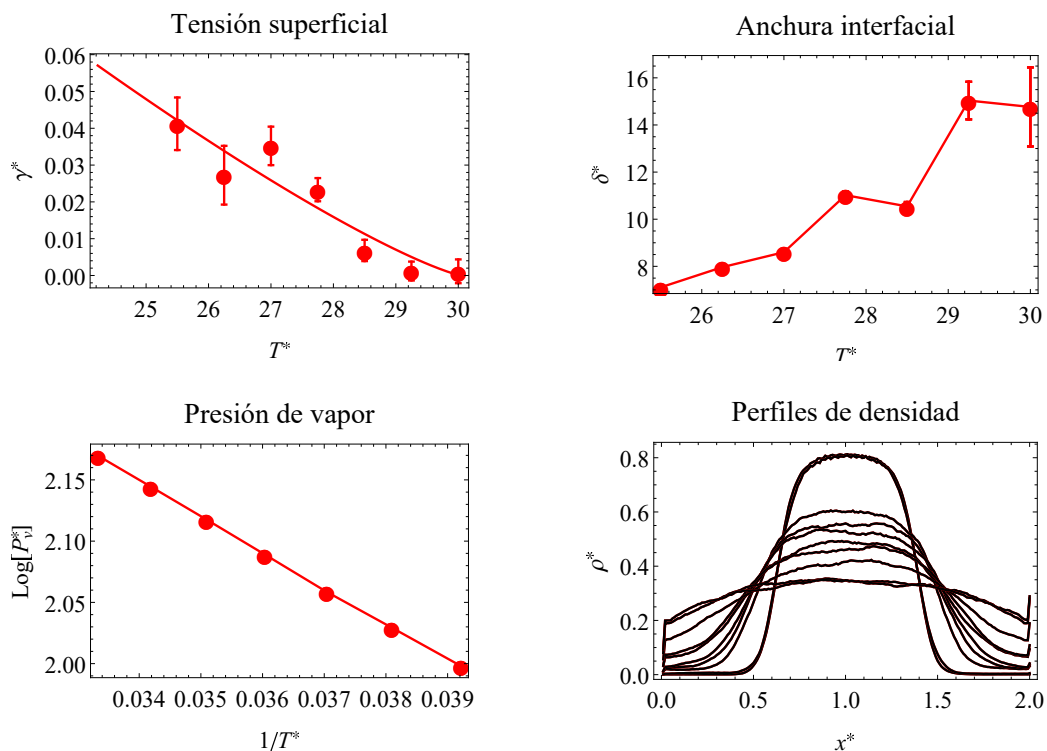 Tensión superficial
0.06
0.05
0.04
0.03
0.02
0.01
0.00
γ*
25 26 27 28 29 30
T*
Anchura interfacial
16
14
12
10
8
δ*
26 27 28 29 30
T*
Presión de vapor
2.15
2.10
2.05
2.00
Log[P*v]
0.034 0.035 0.036 0.037 0.038 0.039
1/T*
Perfiles de densidad
0.8
0.6
0.4
0.2
0.0
ρ*
0.0 0.5 1.0 1.5 2.0
x*